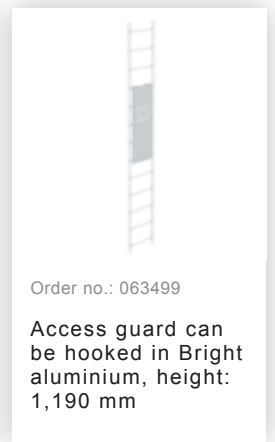 Order no.: 063499
Access guard can
be hooked in Bright
aluminium, height:
1,190 mm